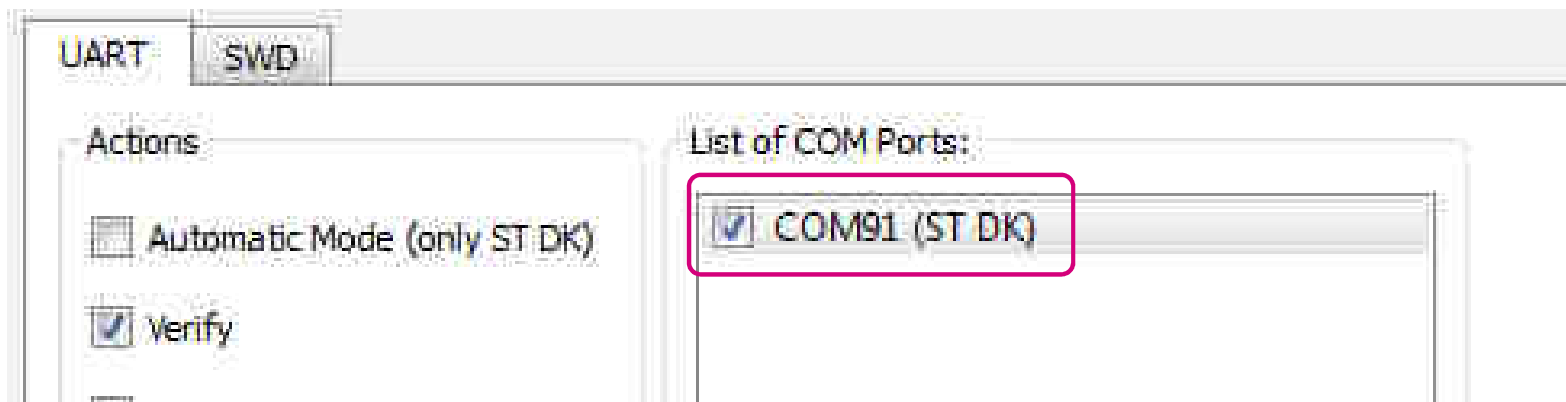 UART SWD
Actions
Automatic Mode (only ST DK)
Verify
List of COM Ports:
COM91 (ST DK)